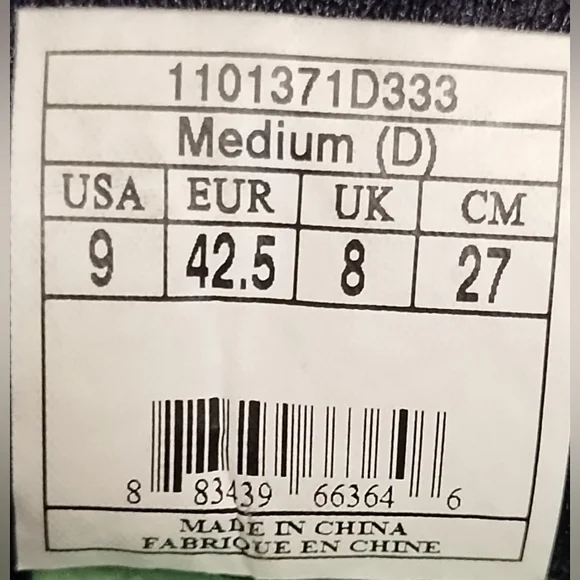 1101371D333
Medium (D)
USA EUR UK CM
9 42.5 8 27
8 83439 66364 6
MADE IN CHINA
FABRIQUE EN CHINE